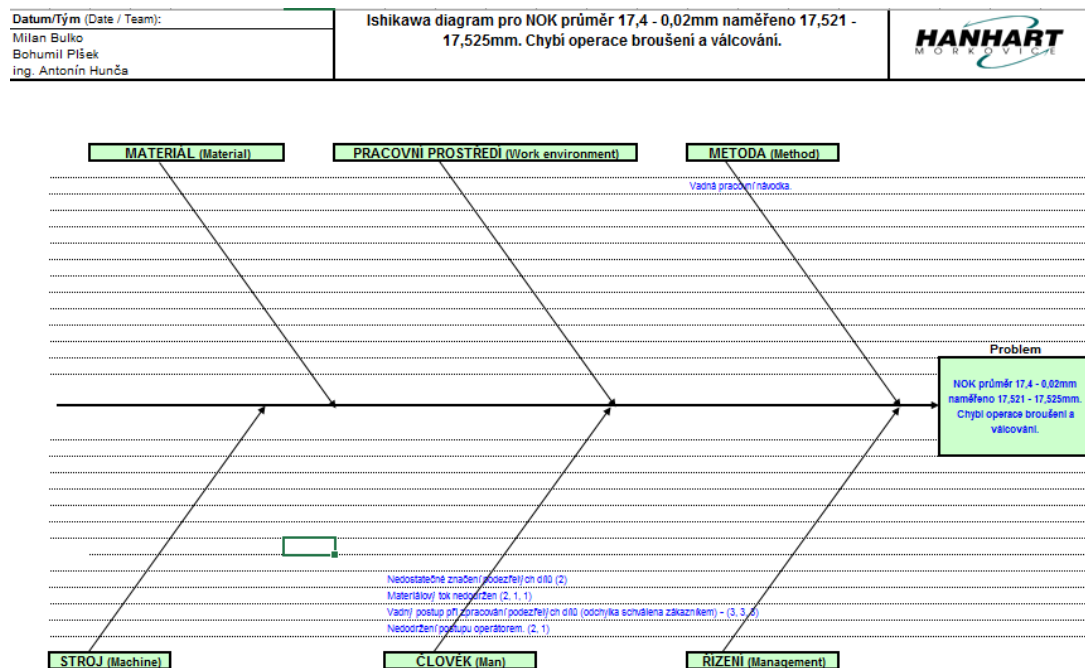 Datum/Tým (Date / Team):
Milan Bulko
Bohumil Plšek
ing. Antonín Hunča
Ishikawa diagram pro NOK průměr 17,4 - 0,02mm naměřeno 17,521 -
17,525mm. Chybí operace broušení a válcování.
HANHART
MORKOVICE
MATERIÁL (Material)
PRACOVNÍ PROSTŘEDÍ (Work environment)
METODA (Method)
Vadná pracovní návodka.
Problem
NOK průměr 17,4 - 0,02mm
naměřeno 17,521 - 17,525mm.
Chybí operace broušení a
válcování.
Nedostatečné značení podezřelých dílů (2)
Materiálový tok nedodržen (2, 1, 1)
Vadný postup při zpracování podezřelých dílů (odchylka schválena zákazníkem) - (3, 3, 3)
Nedodržení postupu operátorem. (2, 1)
STROJ (Machine)
ČLOVĚK (Man)
ŘÍZENÍ (Management)